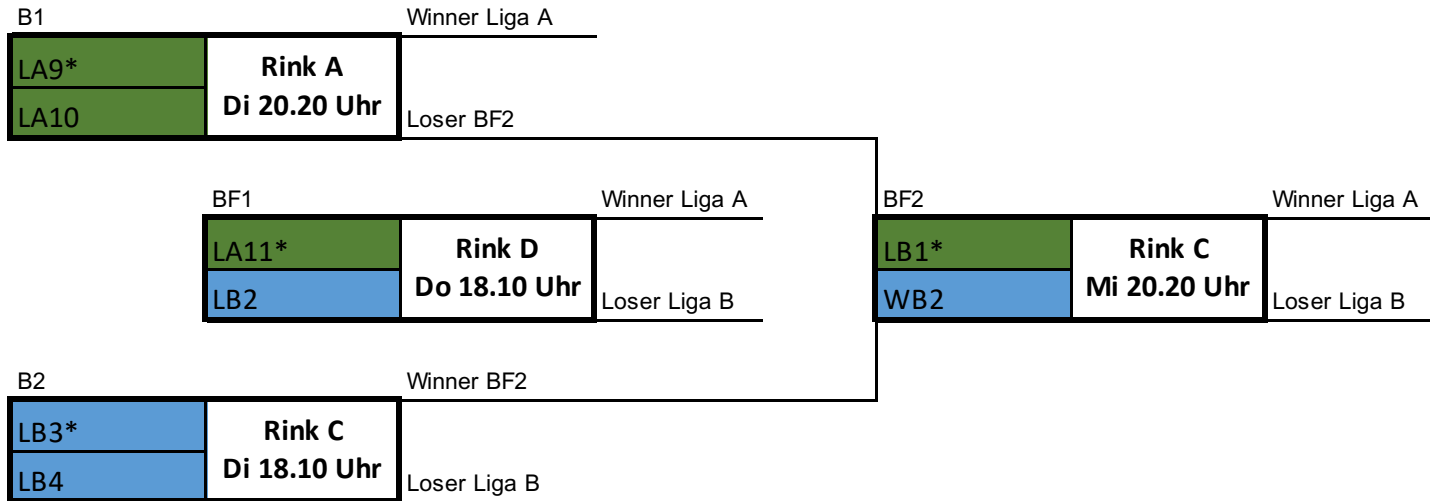 B1
Winner Liga A
LA9*
Rink A
Di 20.20 Uhr
LA10
Loser BF2
BF1
Winner Liga A
BF2
Winner Liga A
LA11*
Rink D
Do 18.10 Uhr
LB2
Loser Liga B
LB1*
Rink C
Mi 20.20 Uhr
WB2
Loser Liga B
B2
Winner BF2
LB3*
Rink C
Di 18.10 Uhr
LB4
Loser Liga B